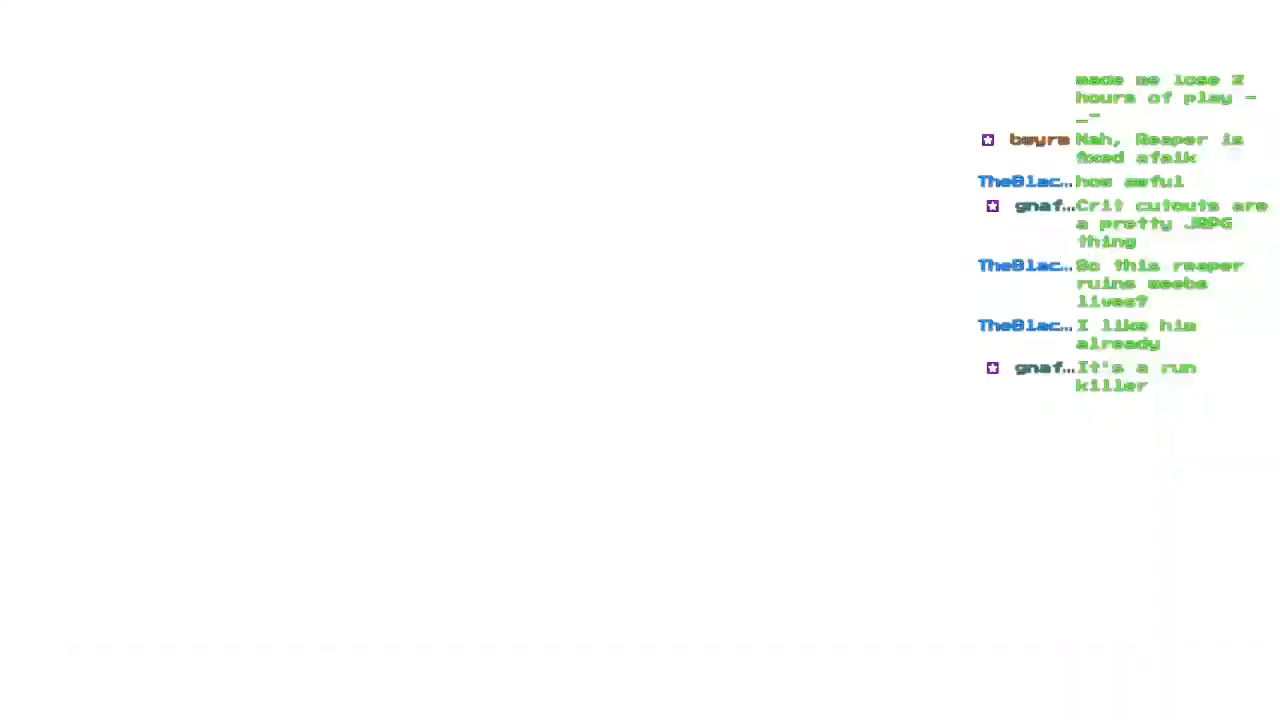 made me lose 2
hours of play -
_-
bwyrm Nah, Reaper is
fixed afaik
TheBlac… how awful
gnaf… Crit cutouts are
a pretty JRPG
thing
TheBlac… So this reaper
ruins weebs
lives?
TheBlac… I like him
already
gnaf… It's a run
killer